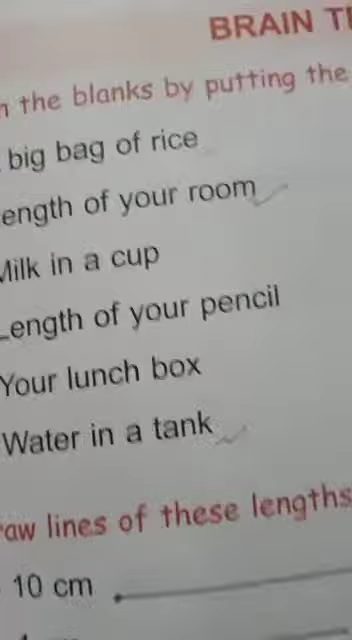 BRAIN
the blanks by putting the
big bag of rice
ength of your room
Milk in a cup
Length of your pencil
Your lunch box
Water in a tank
raw lines of these lengths
10 cm